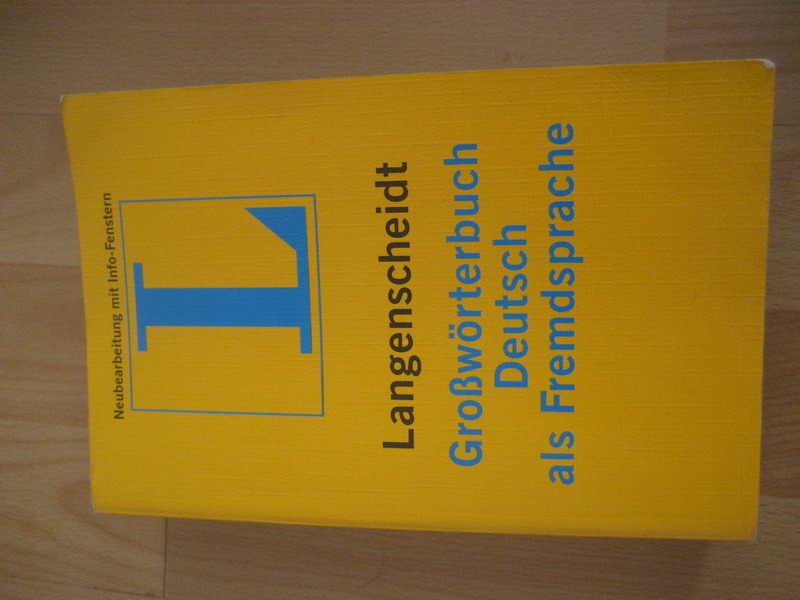 Neubearbeitung mit Info-Fenstern
L
Langenscheidt
Großwörterbuch
Deutsch
als Fremdsprache